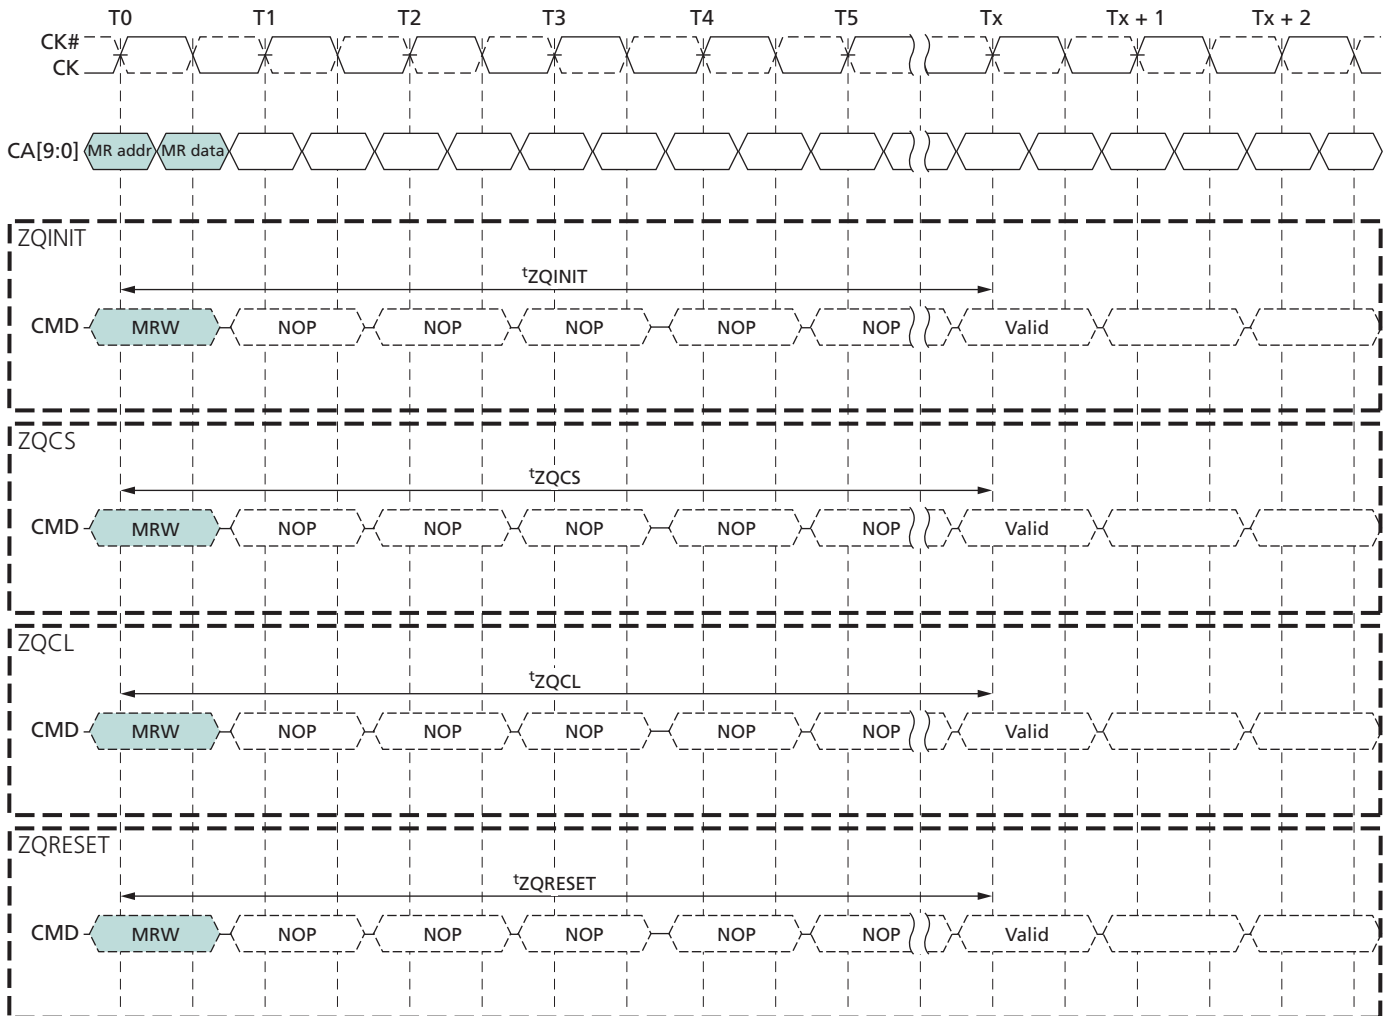 T0 T1 T2 T3 T4 T5 Tx Tx + 1 Tx + 2
CK#
CK
CA[9:0] MR addr MR data
ZQINIT
tZQINIT
CMD MRW NOP NOP NOP NOP NOP Valid
ZQCS
tZQCS
CMD MRW NOP NOP NOP NOP NOP Valid
ZQCL
tZQCL
CMD MRW NOP NOP NOP NOP NOP Valid
ZQRESET
tZQRESET
CMD MRW NOP NOP NOP NOP NOP Valid